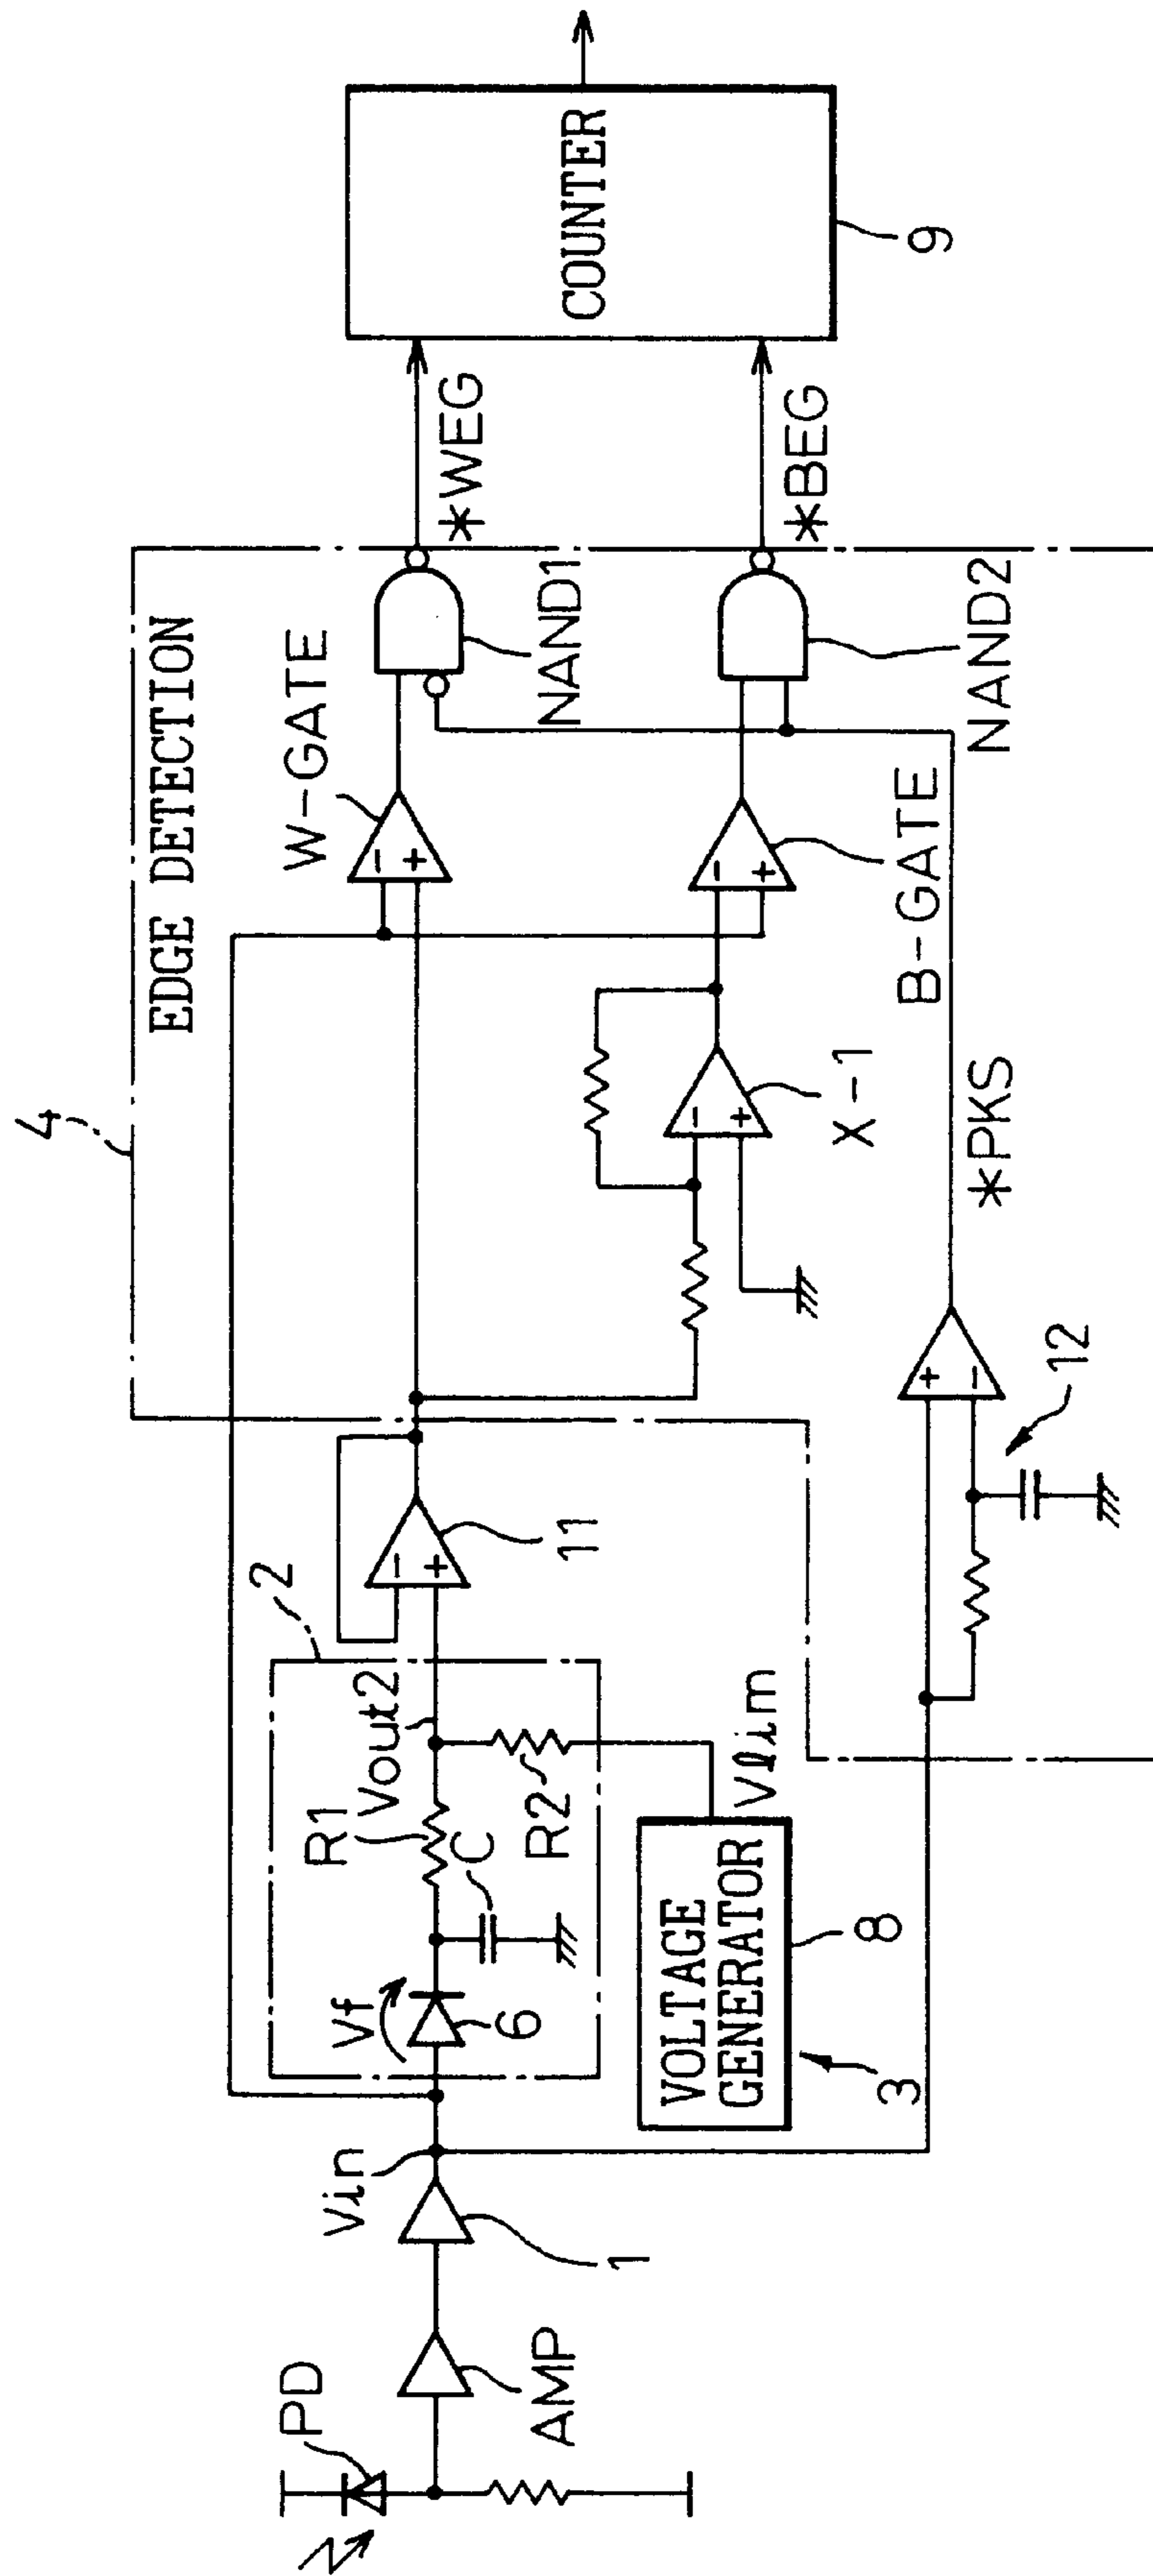 PD
AMP
1
Vin
Vf
6
C
R1
Vout2
R2
2
11
VOLTAGE
GENERATOR
8
3
Vlim
4
EDGE DETECTION
W-GATE
-
+
-
+
X-1
-
+
B-GATE
-
+
+
-
12
*PKS
NAND1
NAND2
*WEG
*BEG
COUNTER
9